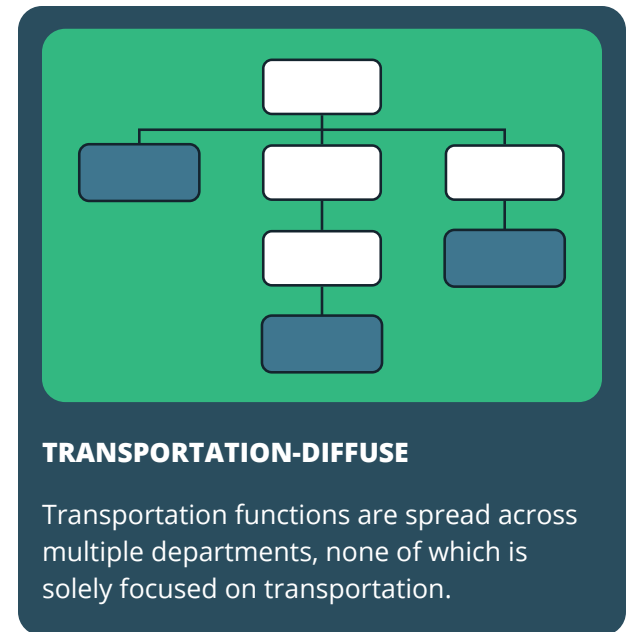 TRANSPORTATION-DIFFUSE
Transportation functions are spread across
multiple departments, none of which is
solely focused on transportation.